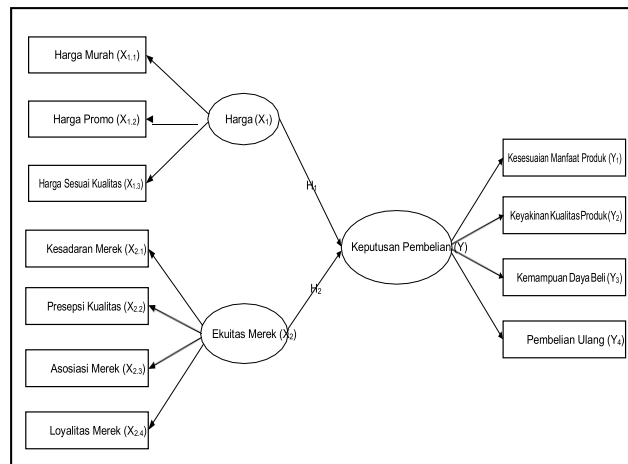 Harga Murah (X1.1)
Harga Promo (X1.2)
Harga Sesuai Kualitas (X1.3)
Harga (X1)
H1
Kesadaran Merek (X2.1)
Presepsi Kualitas (X2.2)
Asosiasi Merek (X2.3)
Loyalitas Merek (X2.4)
Ekuitas Merek (X2)
H2
Keputusan Pembelian (Y)
Kesesuaian Manfaat Produk (Y1)
Keyakinan Kualitas Produk (Y2)
Kemampuan Daya Beli (Y3)
Pembelian Ulang (Y4)